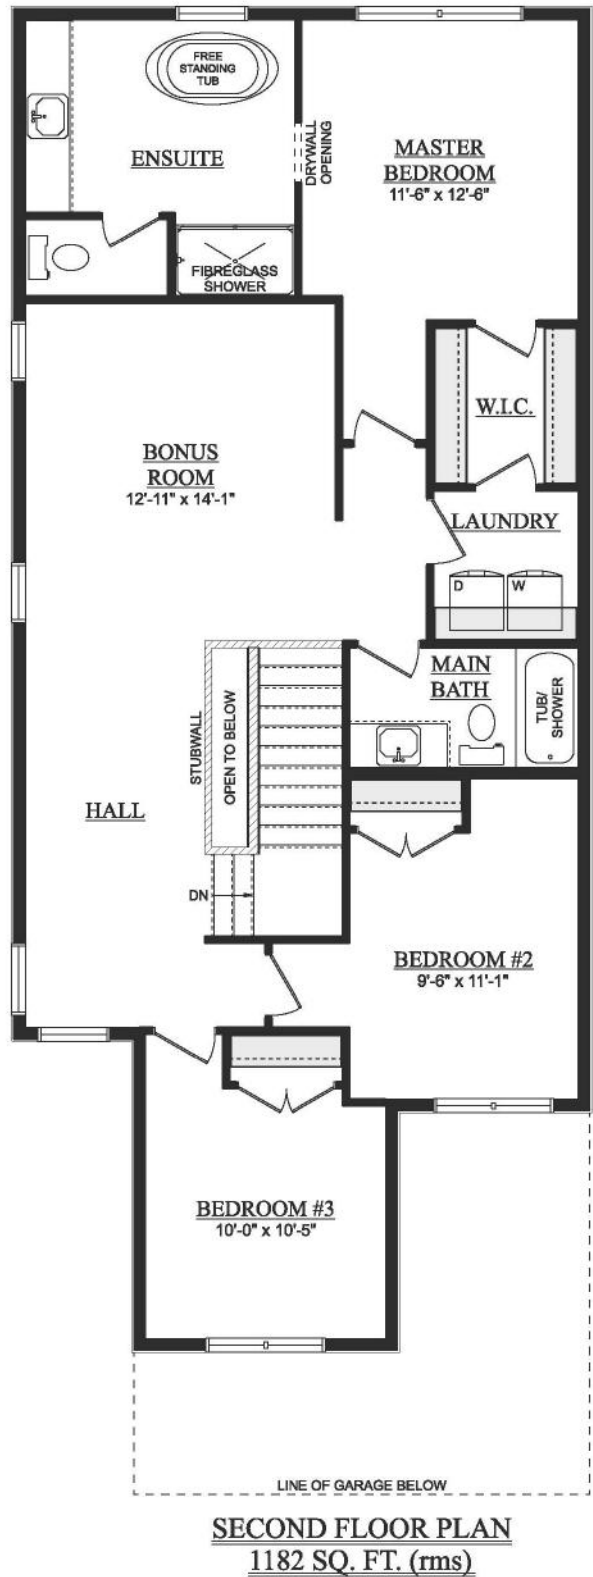 FREE
STANDING
TUB
ENSUITE
DRYWALL
OPENING
MASTER
BEDROOM
11'-6" x 12'-6"
FIBREGLASS
SHOWER
W.I.C.
BONUS
ROOM
12'-11" x 14'-1"
LAUNDRY
D
W
MAIN
BATH
TUB/
SHOWER
STUBWALL
OPEN TO BELOW
HALL
DN
BEDROOM #2
9'-6" x 11'-1"
BEDROOM #3
10'-0" x 10'-5"
LINE OF GARAGE BELOW
SECOND FLOOR PLAN
1182 SQ. FT. (rms)